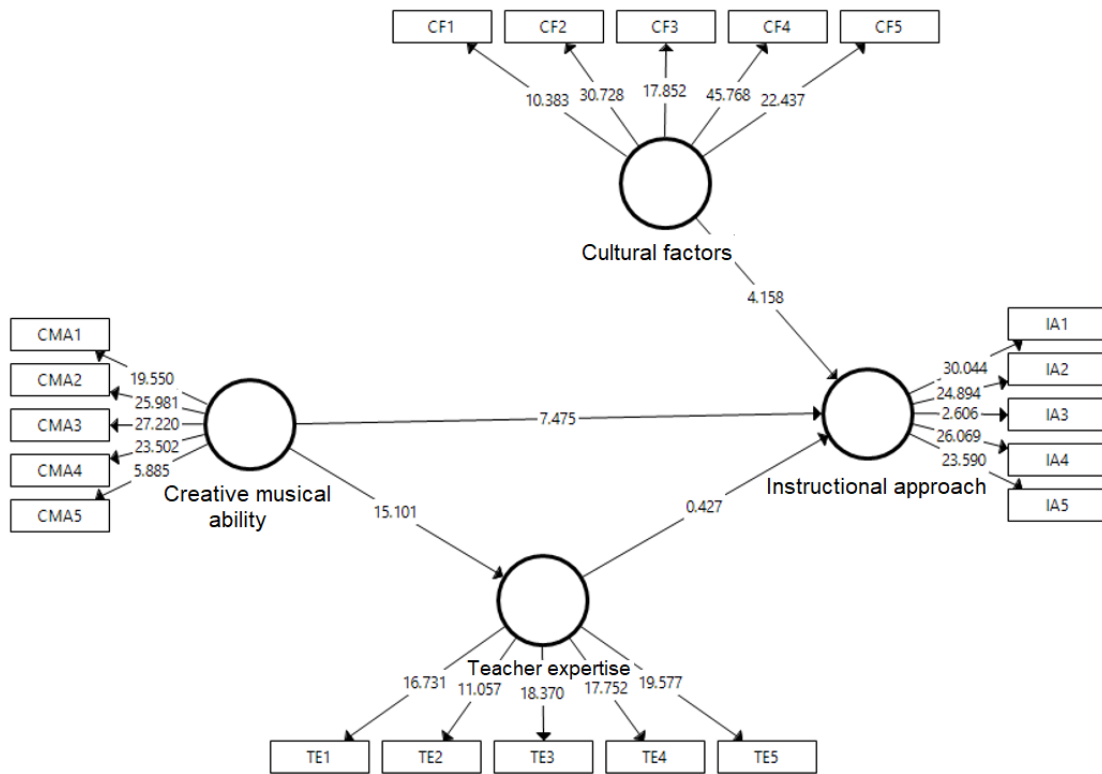 CF1 CF2 CF3 CF4 CF5
10.383 30.728 17.852 45.768 22.437
Cultural factors
4.158
CMA1
CMA2
CMA3
CMA4
CMA5
19.550
25.981
27.220
23.502
5.885
Creative musical
ability
7.475
15.101
0.427
IA1
IA2
IA3
IA4
IA5
30.044
24.894
2.606
26.069
23.590
Instructional approach
Teacher expertise
16.731 11.057 18.370 17.752 19.577
TE1 TE2 TE3 TE4 TE5